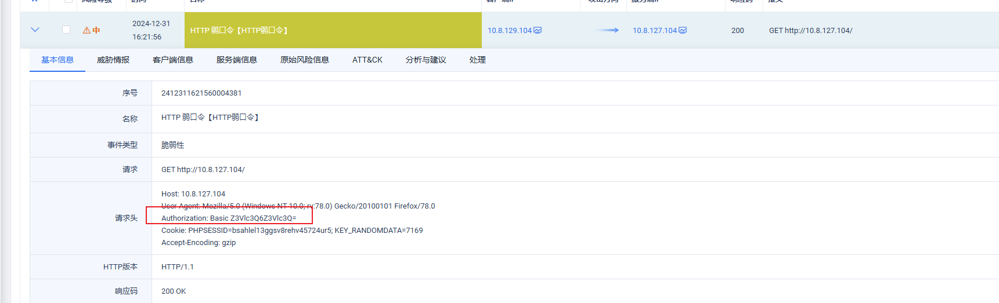 2024-12-31
16:21:56
中
HTTP 弱口令【HTTP弱口令】
10.8.129.104
10.8.127.104
200
GET http://10.8.127.104/
基本信息
威胁情报
客户端信息
服务端信息
原始风险信息
ATT&CK
分析与建议
处理
序号
2412311621560004381
名称
HTTP 弱口令【HTTP弱口令】
事件类型
脆弱性
请求
GET http://10.8.127.104/
请求头
Host: 10.8.127.104
User-Agent: Mozilla/5.0 (Windows NT 10.0; rv:78.0) Gecko/20100101 Firefox/78.0
Authorization: Basic Z3Vlc3Q6Z3Vlc3Q=
Cookie: PHPSESSID=bsahlel13ggsv8rehv45724ur5; KEY_RANDOMDATA=7169
Accept-Encoding: gzip
HTTP版本
HTTP/1.1
响应码
200 OK